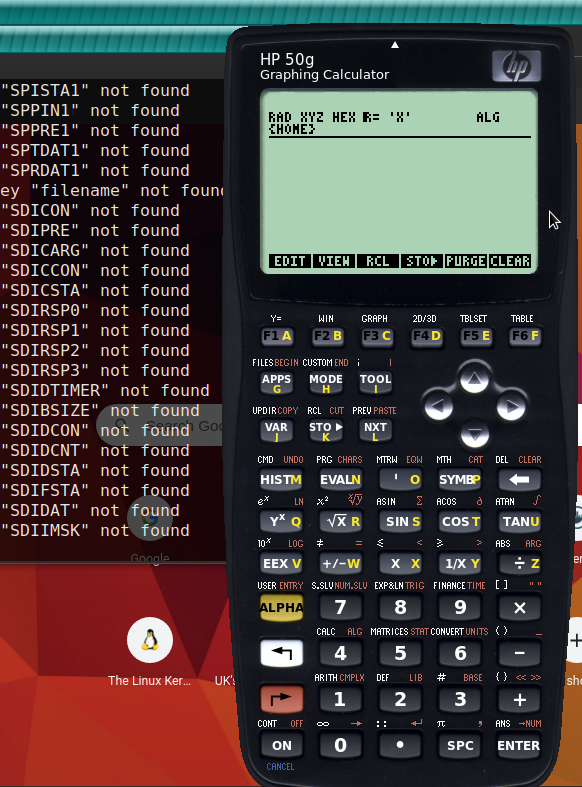 HP 50g
Graphing Calculator
hp
"SPISTA1" not found
"SPPIN1" not found
"SPPRE1" not found
"SPTDAT1" not found
"SPRDAT1" not found
ey "filename" not foun
"SDICON" not found
"SDIPRE" not found
"SDICARG" not found
"SDICCON" not found
"SDICSTA" not found
"SDIRSP0" not found
"SDIRSP1" not found
"SDIRSP2" not found
"SDIRSP3" not found
"SDIDTIMER" not found
"SDIBSIZE" not found
"SDIDCON" not found
"SDIDCNT" not found
"SDIDSTA" not found
"SDIFSTA" not found
"SDIDAT" not found
"SDIIMSK" not found
Search Goo
Google
The Linux Ker...
UK's
RAD XYZ HEX R= 'X' ALG
{HOME}
EDIT VIEW RCL STO▶ PURGE CLEAR
Y= WIN GRAPH 2D/3D TBLSET TABLE
F1 A F2 B F3 C F4 D F5 E F6 F
FILES BEGIN CUSTOM END i |
APPS G MODE H TOOL I
UPDIR COPY RCL CUT PREV PASTE
VAR J STO ▶ K NXT L
CMD UNDO PRG CHARS MTRW EQW MTH CAT DEL CLEAR
HIST M EVAL N ' O SYMB P
eˣ LN x² ˣ√y ASIN Σ ACOS ∂ ATAN ∫
Yˣ Q √X R SIN S COS T TAN U
10ˣ LOG ≠ = ≤ < ≥ > ABS ARG
EEX V +/− W X X 1/X Y ÷ Z
USER ENTRY S.SLV NUM.SLV EXP&LN TRIG FINANCE TIME [ ] " "
ALPHA 7 8 9 ×
CALC ALG MATRICES STAT CONVERT UNITS ( ) _
4 5 6 −
ARITH CMPLX DEF LIB # BASE { } << >>
1 2 3 +
CONT OFF ∞ → : : ↵ π , ANS →NUM
ON 0 • SPC ENTER
CANCEL